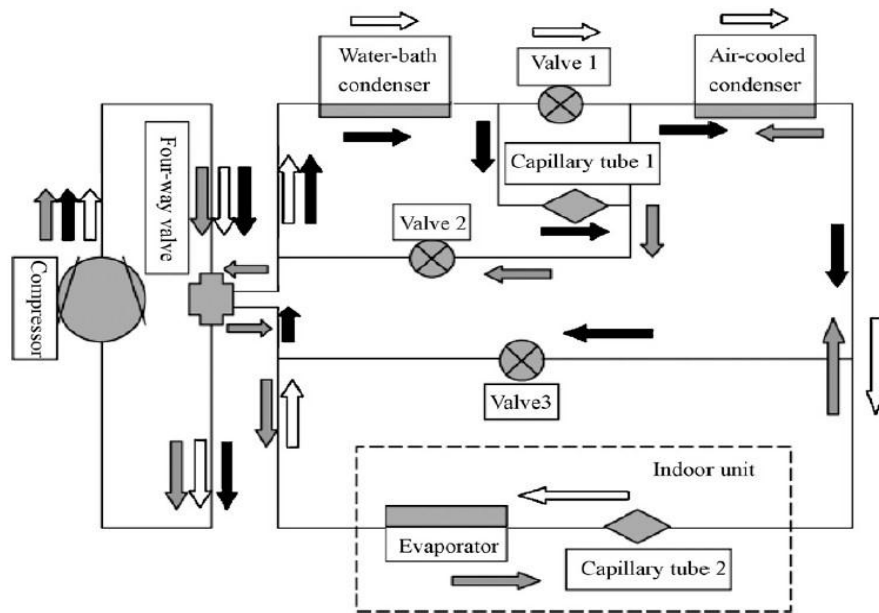 Water-bath
condenser
Valve 1
Air-cooled
condenser
Four-way valve
Capillary tube 1
Valve 2
Compressor
Valve3
Indoor unit
Evaporator
Capillary tube 2